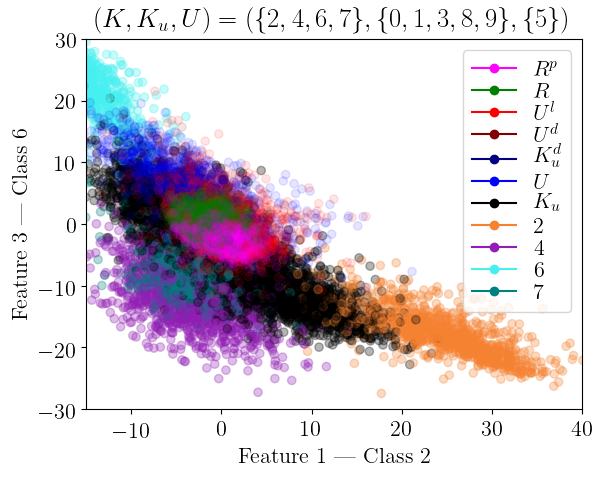 (K, K_u, U) = ({2, 4, 6, 7}, {0, 1, 3, 8, 9}, {5})
30
20
10
0
−10
−20
−30
Feature 3 — Class 6
R^p
R
U^l
U^d
K_u^d
U
K_u
2
4
6
7
−10
0
10
20
30
40
Feature 1 — Class 2